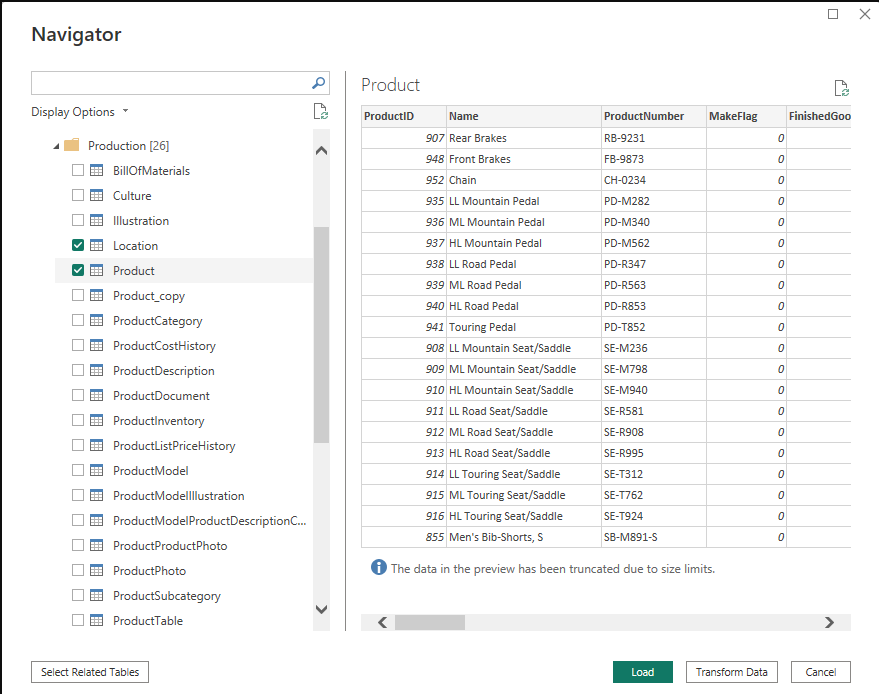 Navigator
Display Options
Production [26]
BillOfMaterials
Culture
Illustration
Location
Product
Product_copy
ProductCategory
ProductCostHistory
ProductDescription
ProductDocument
ProductInventory
ProductListPriceHistory
ProductModel
ProductModelIllustration
ProductModelProductDescriptionC...
ProductProductPhoto
ProductPhoto
ProductSubcategory
ProductTable
Product
ProductID Name ProductNumber MakeFlag FinishedGoo
907 Rear Brakes RB-9231 0
948 Front Brakes FB-9873 0
952 Chain CH-0234 0
935 LL Mountain Pedal PD-M282 0
936 ML Mountain Pedal PD-M340 0
937 HL Mountain Pedal PD-M562 0
938 LL Road Pedal PD-R347 0
939 ML Road Pedal PD-R563 0
940 HL Road Pedal PD-R853 0
941 Touring Pedal PD-T852 0
908 LL Mountain Seat/Saddle SE-M236 0
909 ML Mountain Seat/Saddle SE-M798 0
910 HL Mountain Seat/Saddle SE-M940 0
911 LL Road Seat/Saddle SE-R581 0
912 ML Road Seat/Saddle SE-R908 0
913 HL Road Seat/Saddle SE-R995 0
914 LL Touring Seat/Saddle SE-T312 0
915 ML Touring Seat/Saddle SE-T762 0
916 HL Touring Seat/Saddle SE-T924 0
855 Men's Bib-Shorts, S SB-M891-S 0
The data in the preview has been truncated due to size limits.
Select Related Tables
Load
Transform Data
Cancel